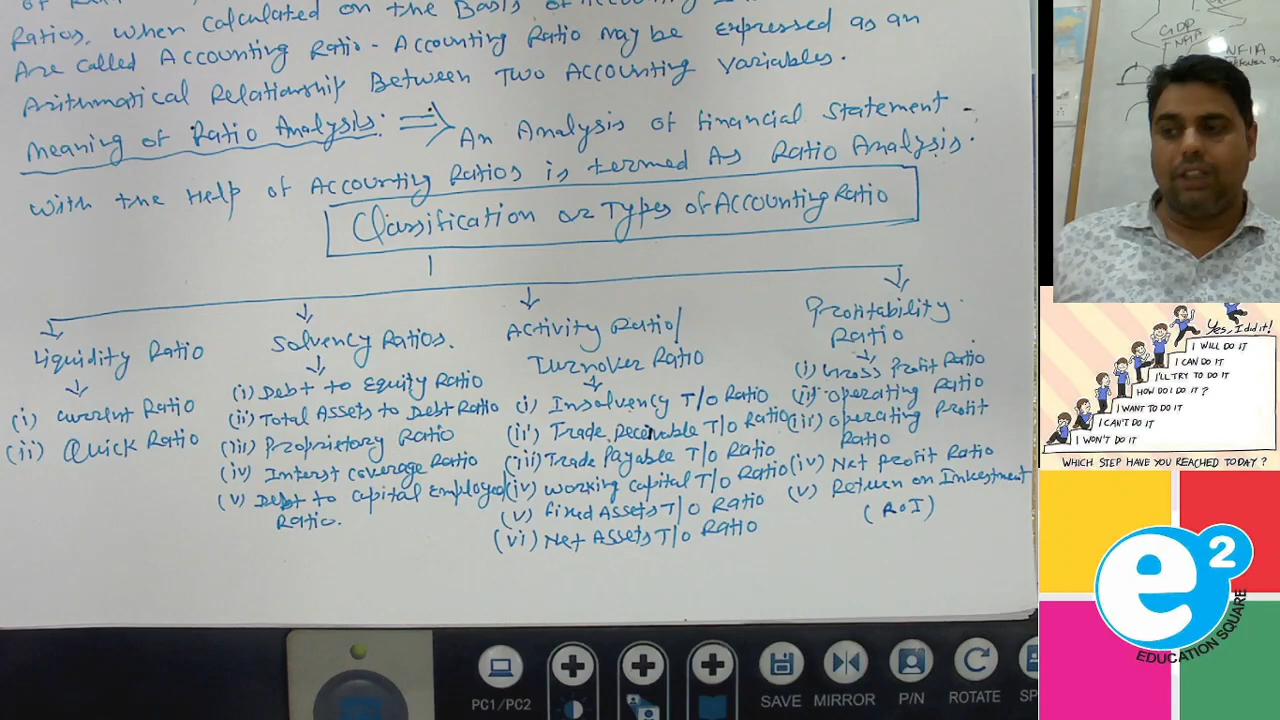 Ratios, When calculated on the Basis of Accounting
Are called Accounting Ratio - Accounting Ratio may be expressed as an
Arithmatical Relationship Between Two Accounting variables.
Meaning of Ratio Analysis: ⇒ An Analysis of financial Statement
With the Help of Accounting Ratios is termed As Ratio Analysis.
Classification or Types of Accounting Ratio
Liquidity Ratio
(i) current Ratio
(ii) Quick Ratio
Solvency Ratios.
(i) Debt to Equity Ratio
(ii) Total Assets to Debt Ratio
(iii) Proprietory Ratio
(iv) Interst coverage Ratio
(v) Debt to capital Employed
Ratio.
Activity Ratio/
Turnover Ratio
(i) Insolvency T/o Ratio
(ii) Trade Receivable T/o Ratio
(iii) Trade Payable T/o Ratio
(iv) working capital T/o Ratio
(v) fixed Assets T/o Ratio
(vi) Net Assets T/o Ratio
Profitability
Ratio
(i) Gross Profit Ratio
(ii) operating Ratio
(iii) operating Profit
Ratio
(iv) Net Profit Ratio
(v) Return on Investment
(RoI)
GDP
NFIA
NFIA
Yes, I did it!
I WILL DO IT
I CAN DO IT
I'LL TRY TO DO IT
HOW DO I DO IT ?
I WANT TO DO IT
I CAN'T DO IT
I WON'T DO IT
WHICH STEP HAVE YOU REACHED TODAY ?
e2
EDUCATION SQUARE
PC1/PC2
SAVE
MIRROR
P/N
ROTATE